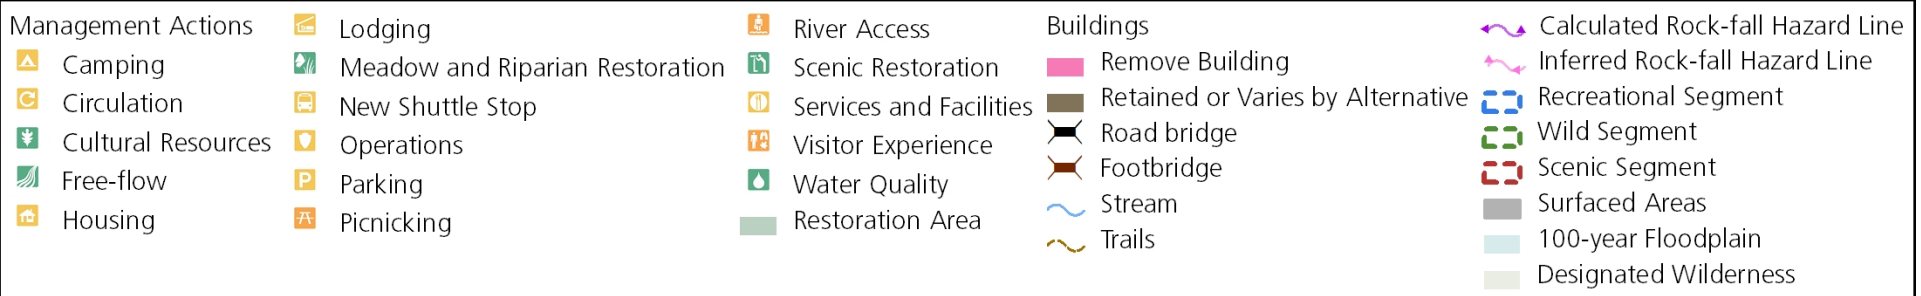 Management Actions
Camping
Circulation
Cultural Resources
Free-flow
Housing
Lodging
Meadow and Riparian Restoration
New Shuttle Stop
Operations
P Parking
Picnicking
River Access
Scenic Restoration
Services and Facilities
Visitor Experience
Water Quality
Restoration Area
Buildings
Remove Building
Retained or Varies by Alternative
Road bridge
Footbridge
Stream
Trails
Calculated Rock-fall Hazard Line
Inferred Rock-fall Hazard Line
Recreational Segment
Wild Segment
Scenic Segment
Surfaced Areas
100-year Floodplain
Designated Wilderness